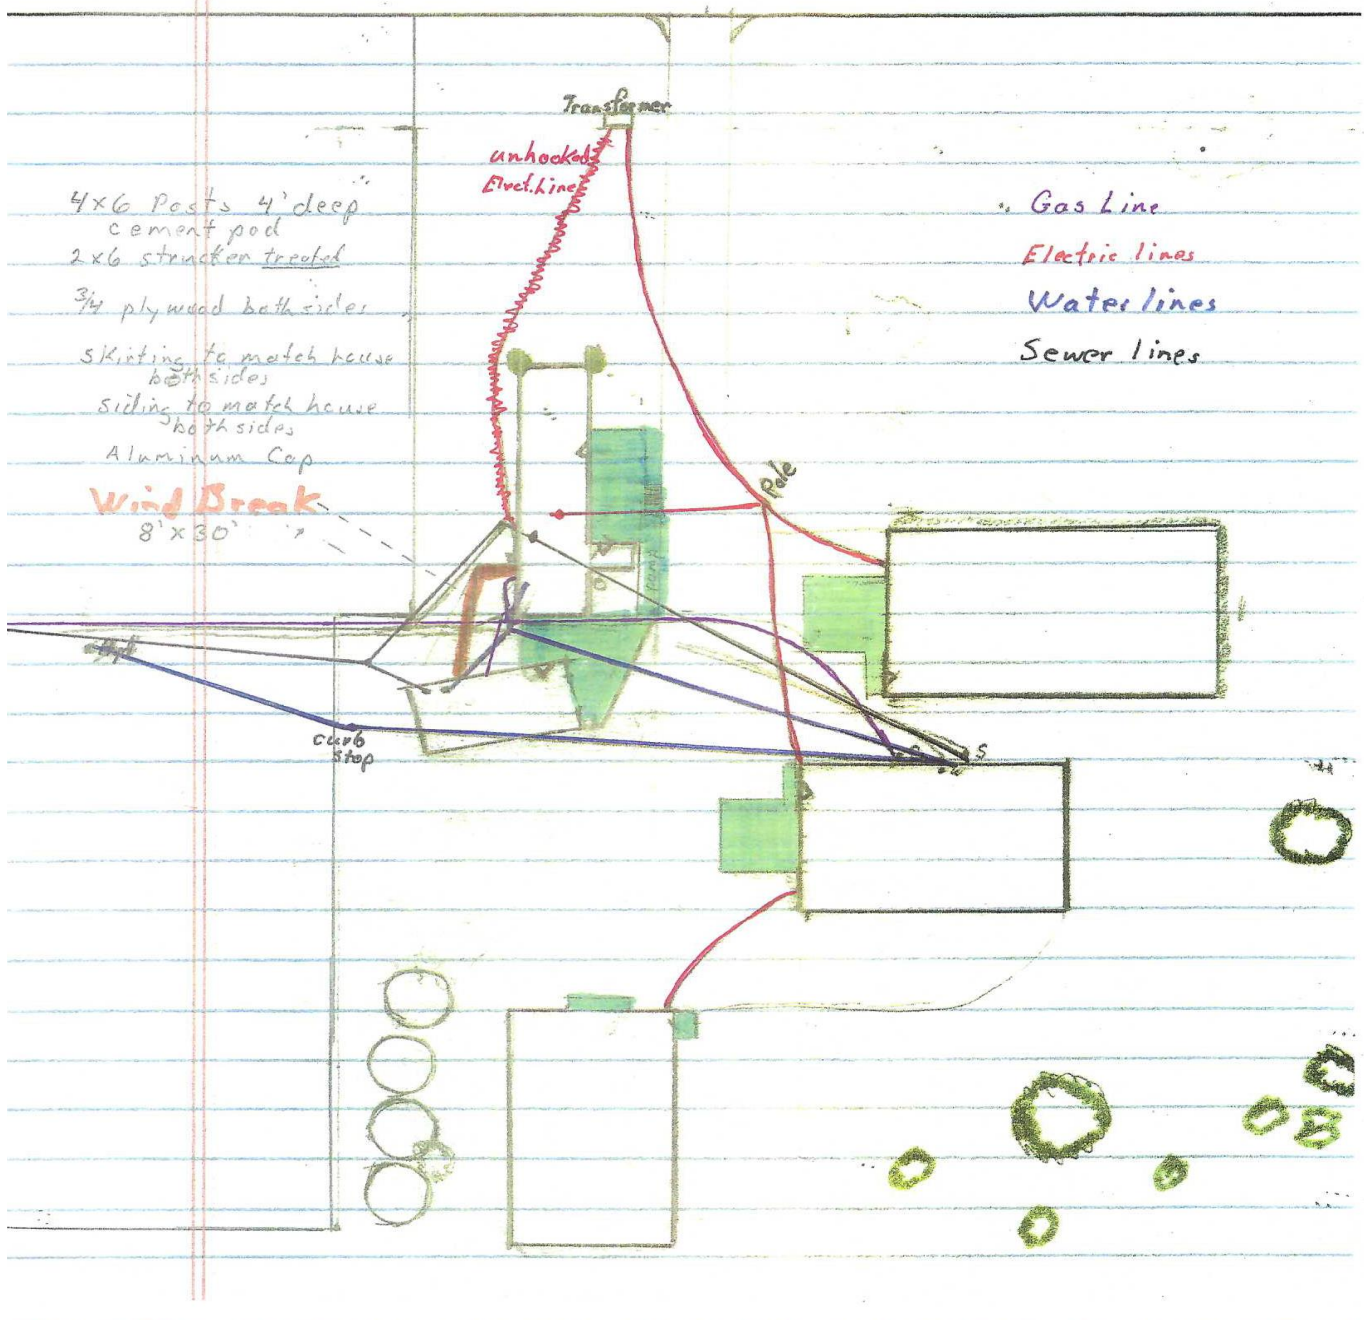 Transformer
unhooked
Elect. Line
4x6 Posts 4' deep
cement pad
2x6 treated
3/4 plywood both sides
Skirting to match house
both sides
Siding to match house
both sides
Aluminum Cap
Wind Break
8' x 30'
Gas Line
Electric lines
Water lines
Sewer lines
Pole
ramp
curb
stop
S